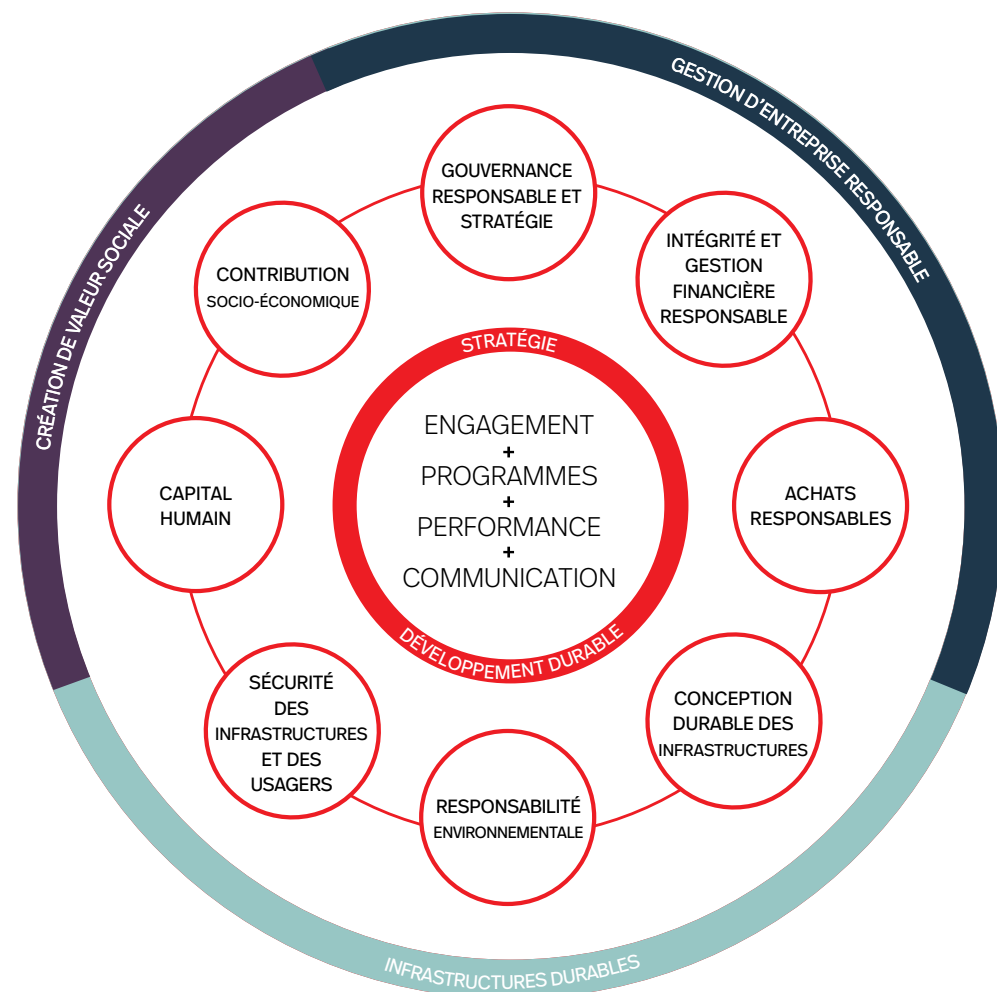 GESTION D'ENTREPRISE RESPONSABLE
CRÉATION DE VALEUR SOCIALE
GOUVERNANCE
RESPONSABLE ET
STRATÉGIE
INTÉGRITÉ ET
GESTION
FINANCIÈRE
RESPONSABLE
CONTRIBUTION
SOCIO-ÉCONOMIQUE
STRATÉGIE
ENGAGEMENT
+
PROGRAMMES
+
PERFORMANCE
+
COMMUNICATION
DÉVELOPPEMENT DURABLE
CAPITAL
HUMAIN
ACHATS
RESPONSABLES
SÉCURITÉ
DES
INFRASTRUCTURES
ET DES
USAGERS
CONCEPTION
DURABLE DES
INFRASTRUCTURES
RESPONSABILITÉ
ENVIRONNEMENTALE
INFRASTRUCTURES DURABLES